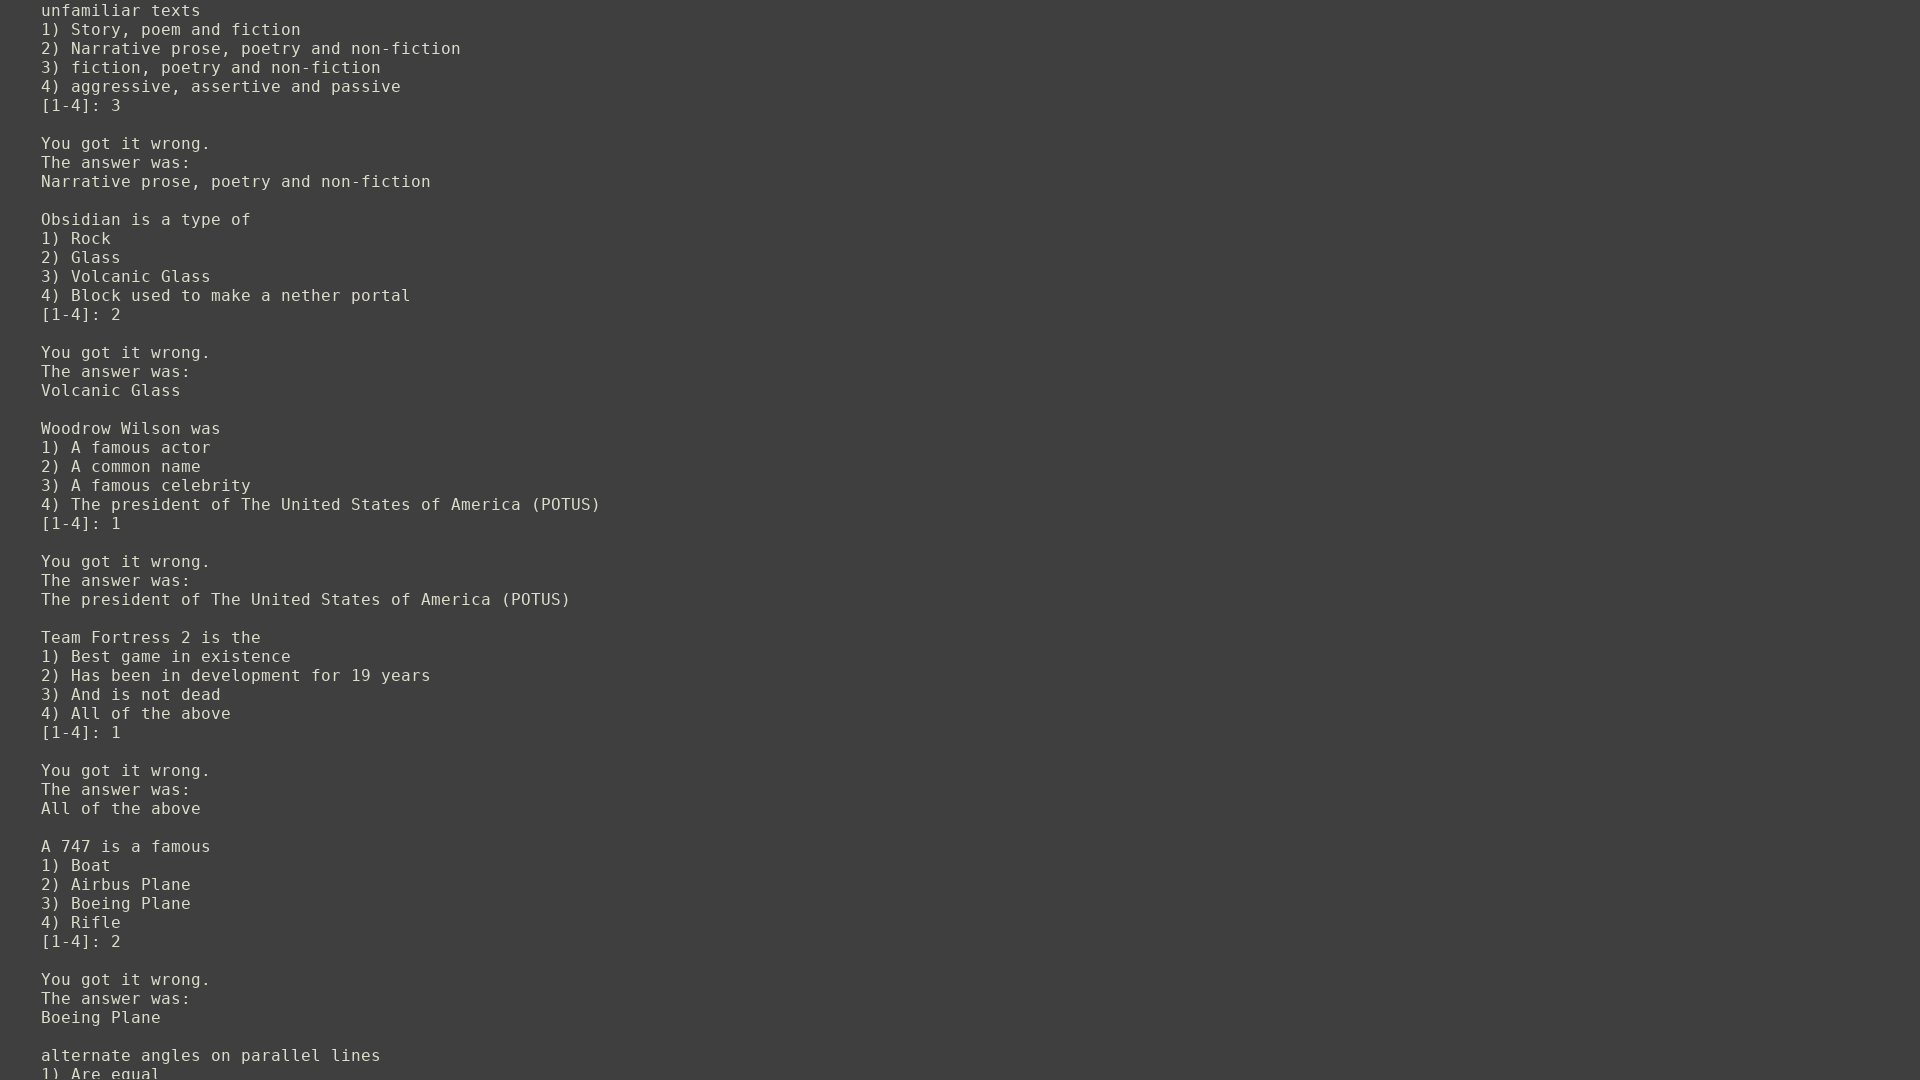 unfamiliar texts
1) Story, poem and fiction
2) Narrative prose, poetry and non-fiction
3) fiction, poetry and non-fiction
4) aggressive, assertive and passive
[1-4]: 3
You got it wrong.
The answer was:
Narrative prose, poetry and non-fiction
Obsidian is a type of
1) Rock
2) Glass
3) Volcanic Glass
4) Block used to make a nether portal
[1-4]: 2
You got it wrong.
The answer was:
Volcanic Glass
Woodrow Wilson was
1) A famous actor
2) A common name
3) A famous celebrity
4) The president of The United States of America (POTUS)
[1-4]: 1
You got it wrong.
The answer was:
The president of The United States of America (POTUS)
Team Fortress 2 is the
1) Best game in existence
2) Has been in development for 19 years
3) And is not dead
4) All of the above
[1-4]: 1
You got it wrong.
The answer was:
All of the above
A 747 is a famous
1) Boat
2) Airbus Plane
3) Boeing Plane
4) Rifle
[1-4]: 2
You got it wrong.
The answer was:
Boeing Plane
alternate angles on parallel lines
1) Are equal